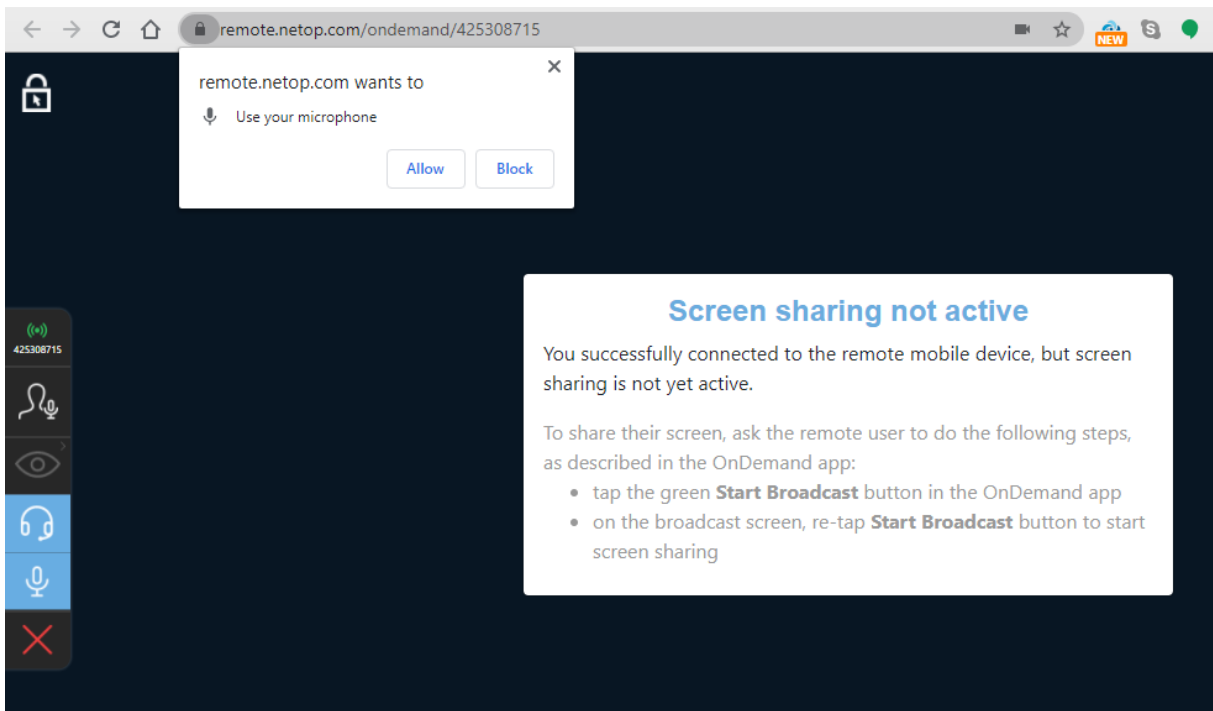 remote.netop.com/ondemand/425308715
NEW
remote.netop.com wants to
Use your microphone
Allow Block
425308715
Screen sharing not active
You successfully connected to the remote mobile device, but screen
sharing is not yet active.
To share their screen, ask the remote user to do the following steps,
as described in the OnDemand app:
• tap the green Start Broadcast button in the OnDemand app
• on the broadcast screen, re-tap Start Broadcast button to start
screen sharing